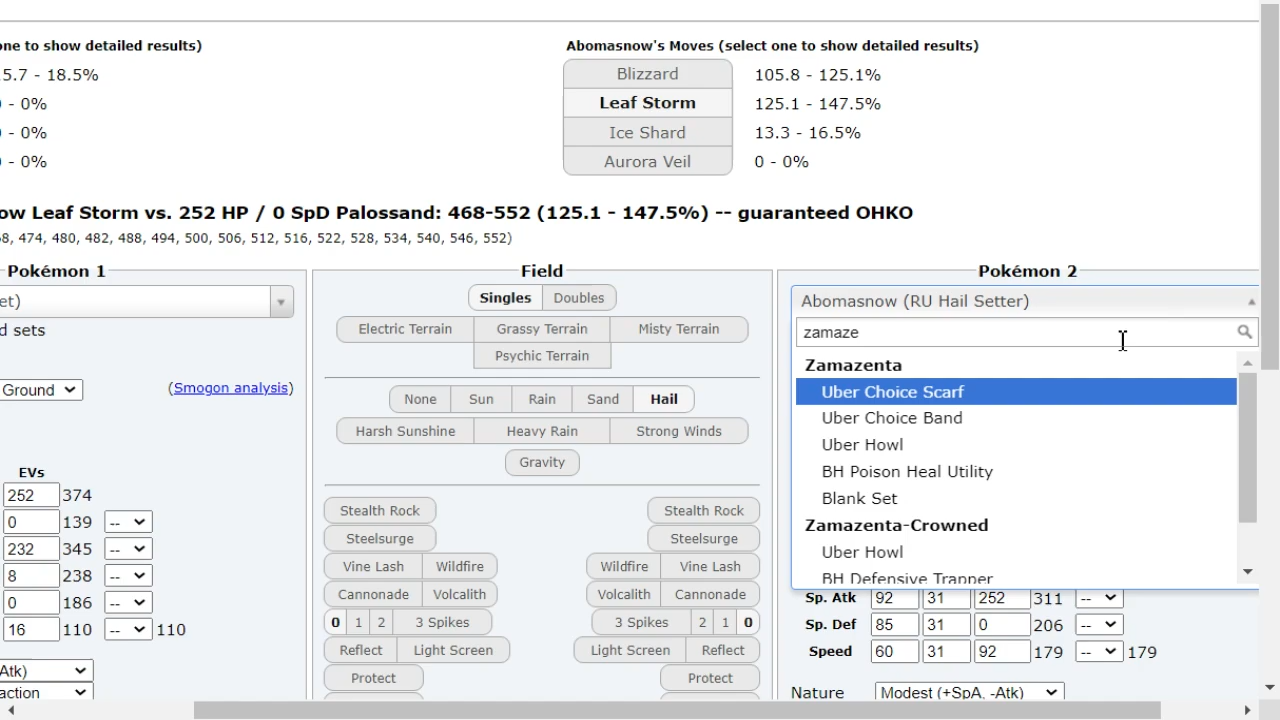 one to show detailed results)
5.7 - 18.5%
- 0%
- 0%
- 0%
Abomasnow's Moves (select one to show detailed results)
Blizzard 105.8 - 125.1%
Leaf Storm 125.1 - 147.5%
Ice Shard 13.3 - 16.5%
Aurora Veil 0 - 0%
ow Leaf Storm vs. 252 HP / 0 SpD Palossand: 468-552 (125.1 - 147.5%) -- guaranteed OHKO
8, 474, 480, 482, 488, 494, 500, 506, 512, 516, 522, 528, 534, 540, 546, 552)
Pokémon 1
et)
d sets
Ground
(Smogon analysis)
EVs
252 374
0 139 --
232 345 --
8 238 --
0 186 --
16 110 -- 110
Atk)
action
Field
Singles Doubles
Electric Terrain Grassy Terrain Misty Terrain
Psychic Terrain
None Sun Rain Sand Hail
Harsh Sunshine Heavy Rain Strong Winds
Gravity
Stealth Rock Stealth Rock
Steelsurge Steelsurge
Vine Lash Wildfire Wildfire Vine Lash
Cannonade Volcalith Volcalith Cannonade
0 1 2 3 Spikes 3 Spikes 2 1 0
Reflect Light Screen Light Screen Reflect
Protect Protect
Pokémon 2
Abomasnow (RU Hail Setter)
zamaze
Zamazenta
Uber Choice Scarf
Uber Choice Band
Uber Howl
BH Poison Heal Utility
Blank Set
Zamazenta-Crowned
Uber Howl
BH Defensive Trapper
Sp. Atk 92 31 252 311 --
Sp. Def 85 31 0 206 --
Speed 60 31 92 179 -- 179
Nature Modest (+SpA, -Atk)